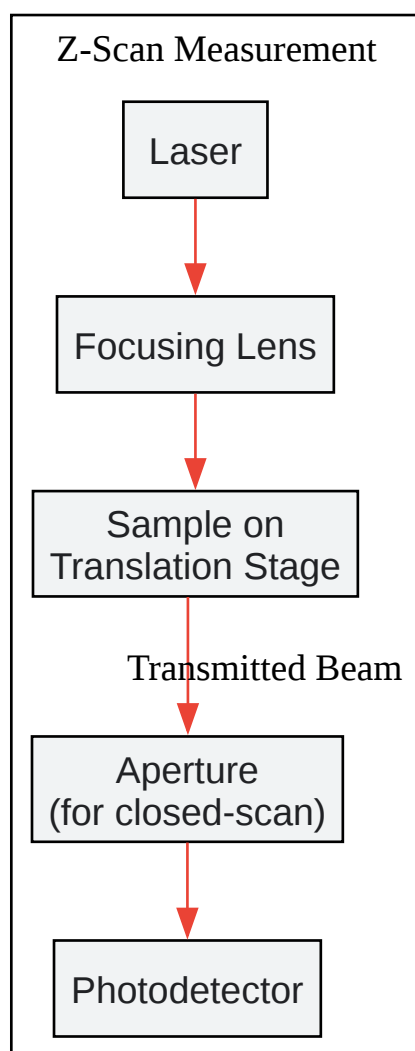 Z-Scan Measurement
Laser
Focusing Lens
Sample on
Translation Stage
Transmitted Beam
Aperture
(for closed-scan)
Photodetector